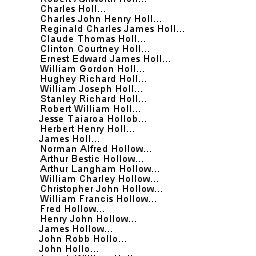 Charles Holl...
Charles John Henry Holl...
Reginald Charles James Holl...
Claude Thomas Holl...
Clinton Courtney Holl...
Ernest Edward James Holl...
William Gordon Holl...
Hughey Richard Holl...
William Joseph Holl...
Stanley Richard Holl...
Robert William Holl...
Jesse Taiaroa Hollob...
Herbert Henry Holl...
James Holl...
Norman Alfred Hollow...
Arthur Bestic Hollow...
Arthur Langham Hollow...
William Charley Hollow...
Christopher John Hollow...
William Francis Hollow...
Fred Hollow...
Henry John Hollow...
James Hollow...
John Robb Hollo...
John Hollo...